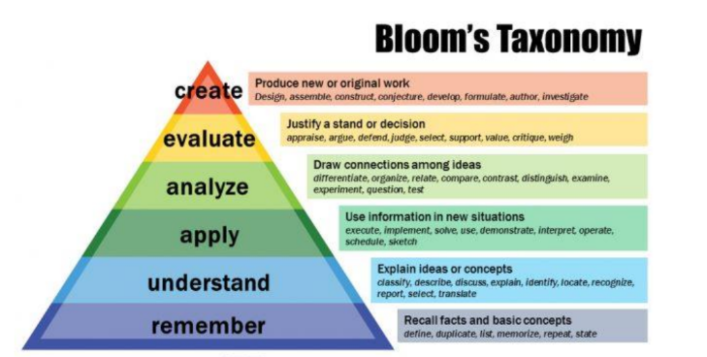 Bloom's Taxonomy
create
Produce new or original work
Design, assemble, construct, conjecture, develop, formulate, author, investigate
evaluate
Justify a stand or decision
appraise, argue, defend, judge, select, support, value, critique, weigh
analyze
Draw connections among ideas
differentiate, organize, relate, compare, contrast, distinguish, examine,
experiment, question, test
apply
Use information in new situations
execute, implement, solve, use, demonstrate, interpret, operate,
schedule, sketch
understand
Explain ideas or concepts
classify, describe, discuss, explain, identify, locate, recognize,
report, select, translate
remember
Recall facts and basic concepts
define, duplicate, list, memorize, repeat, state